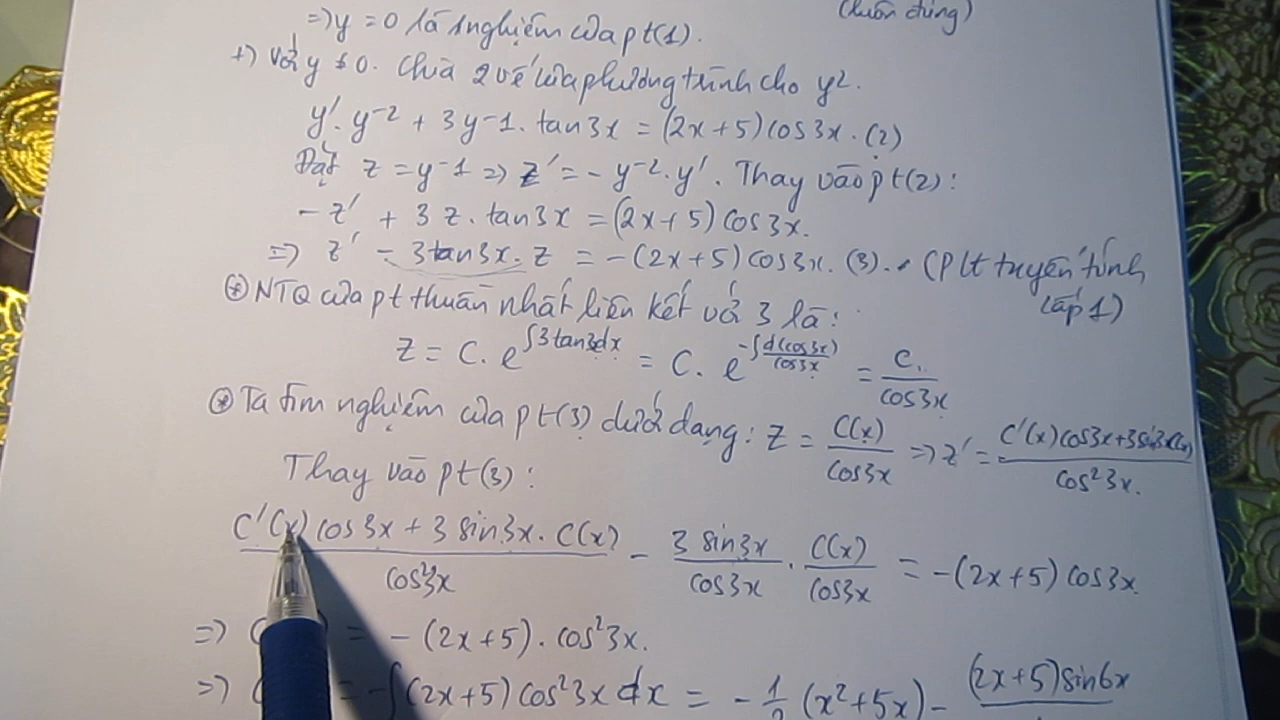 (luôn đúng)
=> y = 0 là 1 nghiệm của pt(1).
+) Với y ≠ 0. Chia 2 vế của phương trình cho y².
y'. y⁻² + 3y⁻¹. tan3x = (2x+5)cos3x. (2)
Đặt z = y⁻¹ => z' = - y⁻². y'. Thay vào pt(2):
- z' + 3 z. tan3x = (2x+5) cos3x.
=> z' - 3tan3x. z = -(2x+5)cos3x. (3). (Pt tuyến tính cấp 1)
⊛ NTQ của pt thuần nhất liên kết với 3 là:
z = C. e^{∫3tan3xdx} = C. e^{-∫d(cos3x)/cos3x} = C/cos3x
⊛ Ta tìm nghiệm của pt(3) dưới dạng: z = C(x)/cos3x => z' = (C'(x)cos3x+3sin3xC(x))/cos²3x.
Thay vào pt(3):
(C'(x)cos3x + 3 sin3x. C(x))/cos²3x - 3 sin3x/cos3x . C(x)/cos3x = -(2x+5) cos3x.
=> = - (2x+5). cos²3x.
=> = -∫(2x+5)cos²3x dx = -1/2 (x²+5x) - (2x+5)sin6x